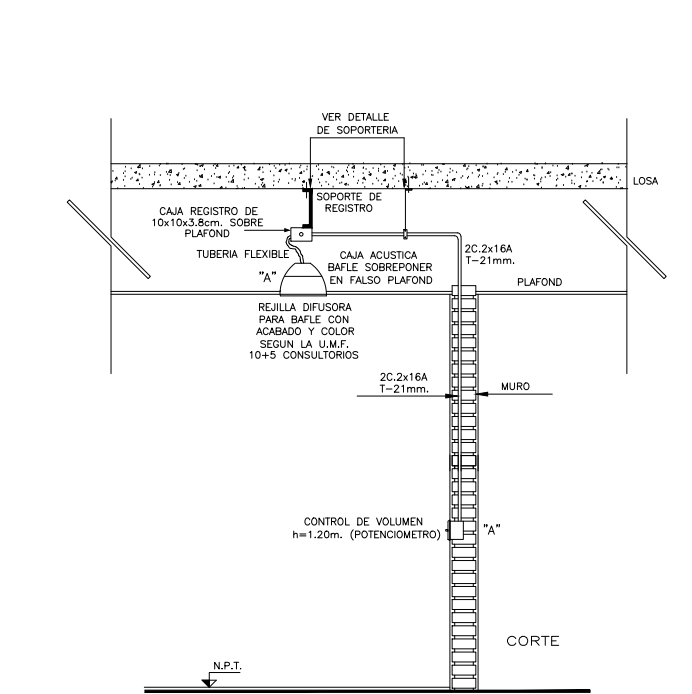 VER DETALLE
DE SOPORTERIA
LOSA
SOPORTE DE
REGISTRO
CAJA REGISTRO DE
10x10x3.8cm. SOBRE
PLAFOND
TUBERIA FLEXIBLE
CAJA ACUSTICA
BAFLE SOBREPONER
EN FALSO PLAFOND
2C.2x16A
T-21mm.
"A"
PLAFOND
REJILLA DIFUSORA
PARA BAFLE CON
ACABADO Y COLOR
SEGUN LA U.M.F.
10+5 CONSULTORIOS
2C.2x16A
T-21mm.
MURO
CONTROL DE VOLUMEN
h=1.20m. (POTENCIOMETRO)
"A"
CORTE
N.P.T.